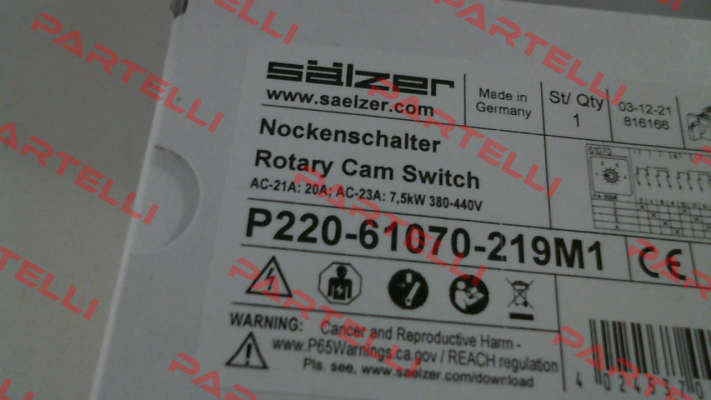 sälzer
www.saelzer.com
Made in
Germany
St/ Qty
1
03-12-21
816166
Nockenschalter
Rotary Cam Switch
AC-21A: 20A; AC-23A: 7,5kW 380-440V
P220-61070-219M1
CE
WARNING: Cancer and Reproductive Harm -
www.P65Warnings.ca.gov / REACH regulation
Pls. see, www.saelzer.com/download
PARTELLI
PARTELLI
PARTELLI
PARTELLI
PARTELLI
PARTELLI
PARTELLI